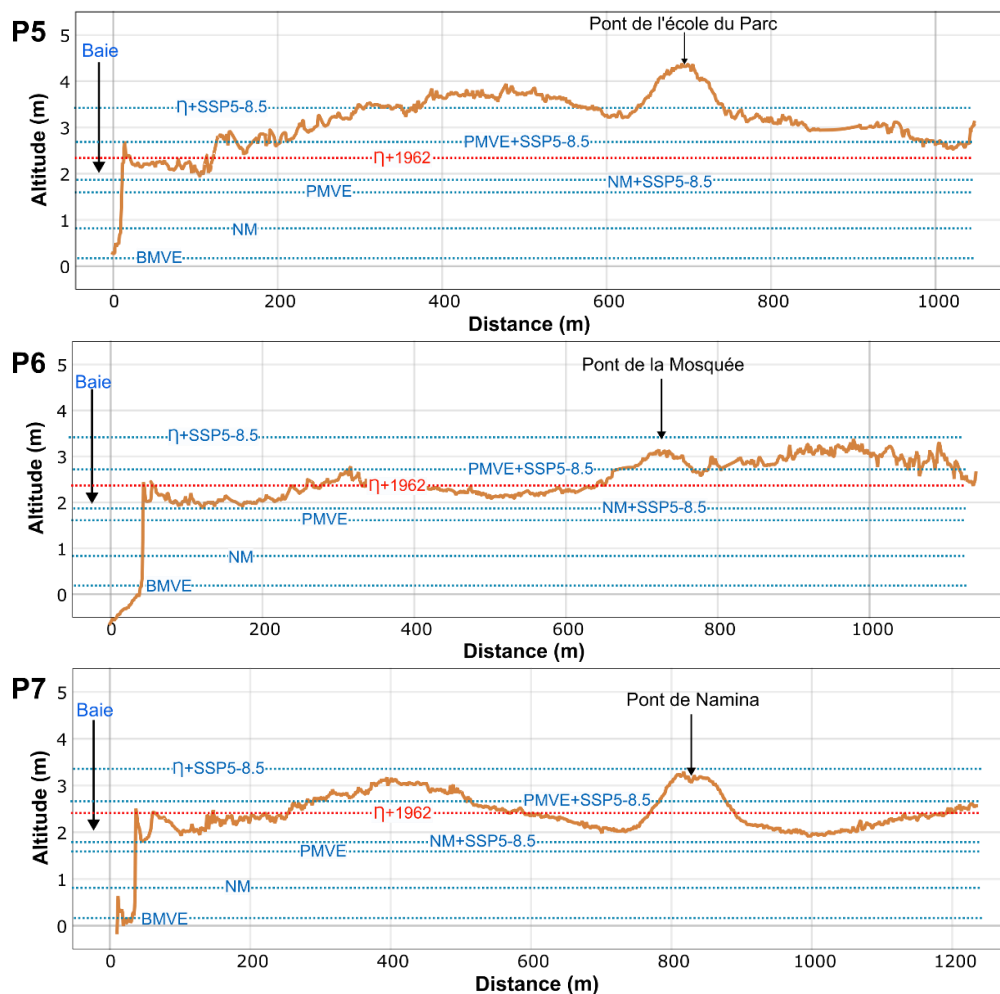 P5
Pont de l'école du Parc
Baie
Altitude (m)
5
4
3
2
1
0
Ƞ+SSP5-8.5
PMVE+SSP5-8.5
Ƞ+1962
NM+SSP5-8.5
PMVE
NM
BMVE
0 200 400 600 800 1000
Distance (m)
P6
Pont de la Mosquée
Baie
Altitude (m)
5
4
3
2
1
0
Ƞ+SSP5-8.5
PMVE+SSP5-8.5
Ƞ+1962
NM+SSP5-8.5
PMVE
NM
BMVE
0 200 400 600 800 1000
Distance (m)
P7
Pont de Namina
Baie
Altitude (m)
5
4
3
2
1
0
Ƞ+SSP5-8.5
PMVE+SSP5-8.5
Ƞ+1962
NM+SSP5-8.5
PMVE
NM
BMVE
0 200 400 600 800 1000 1200
Distance (m)